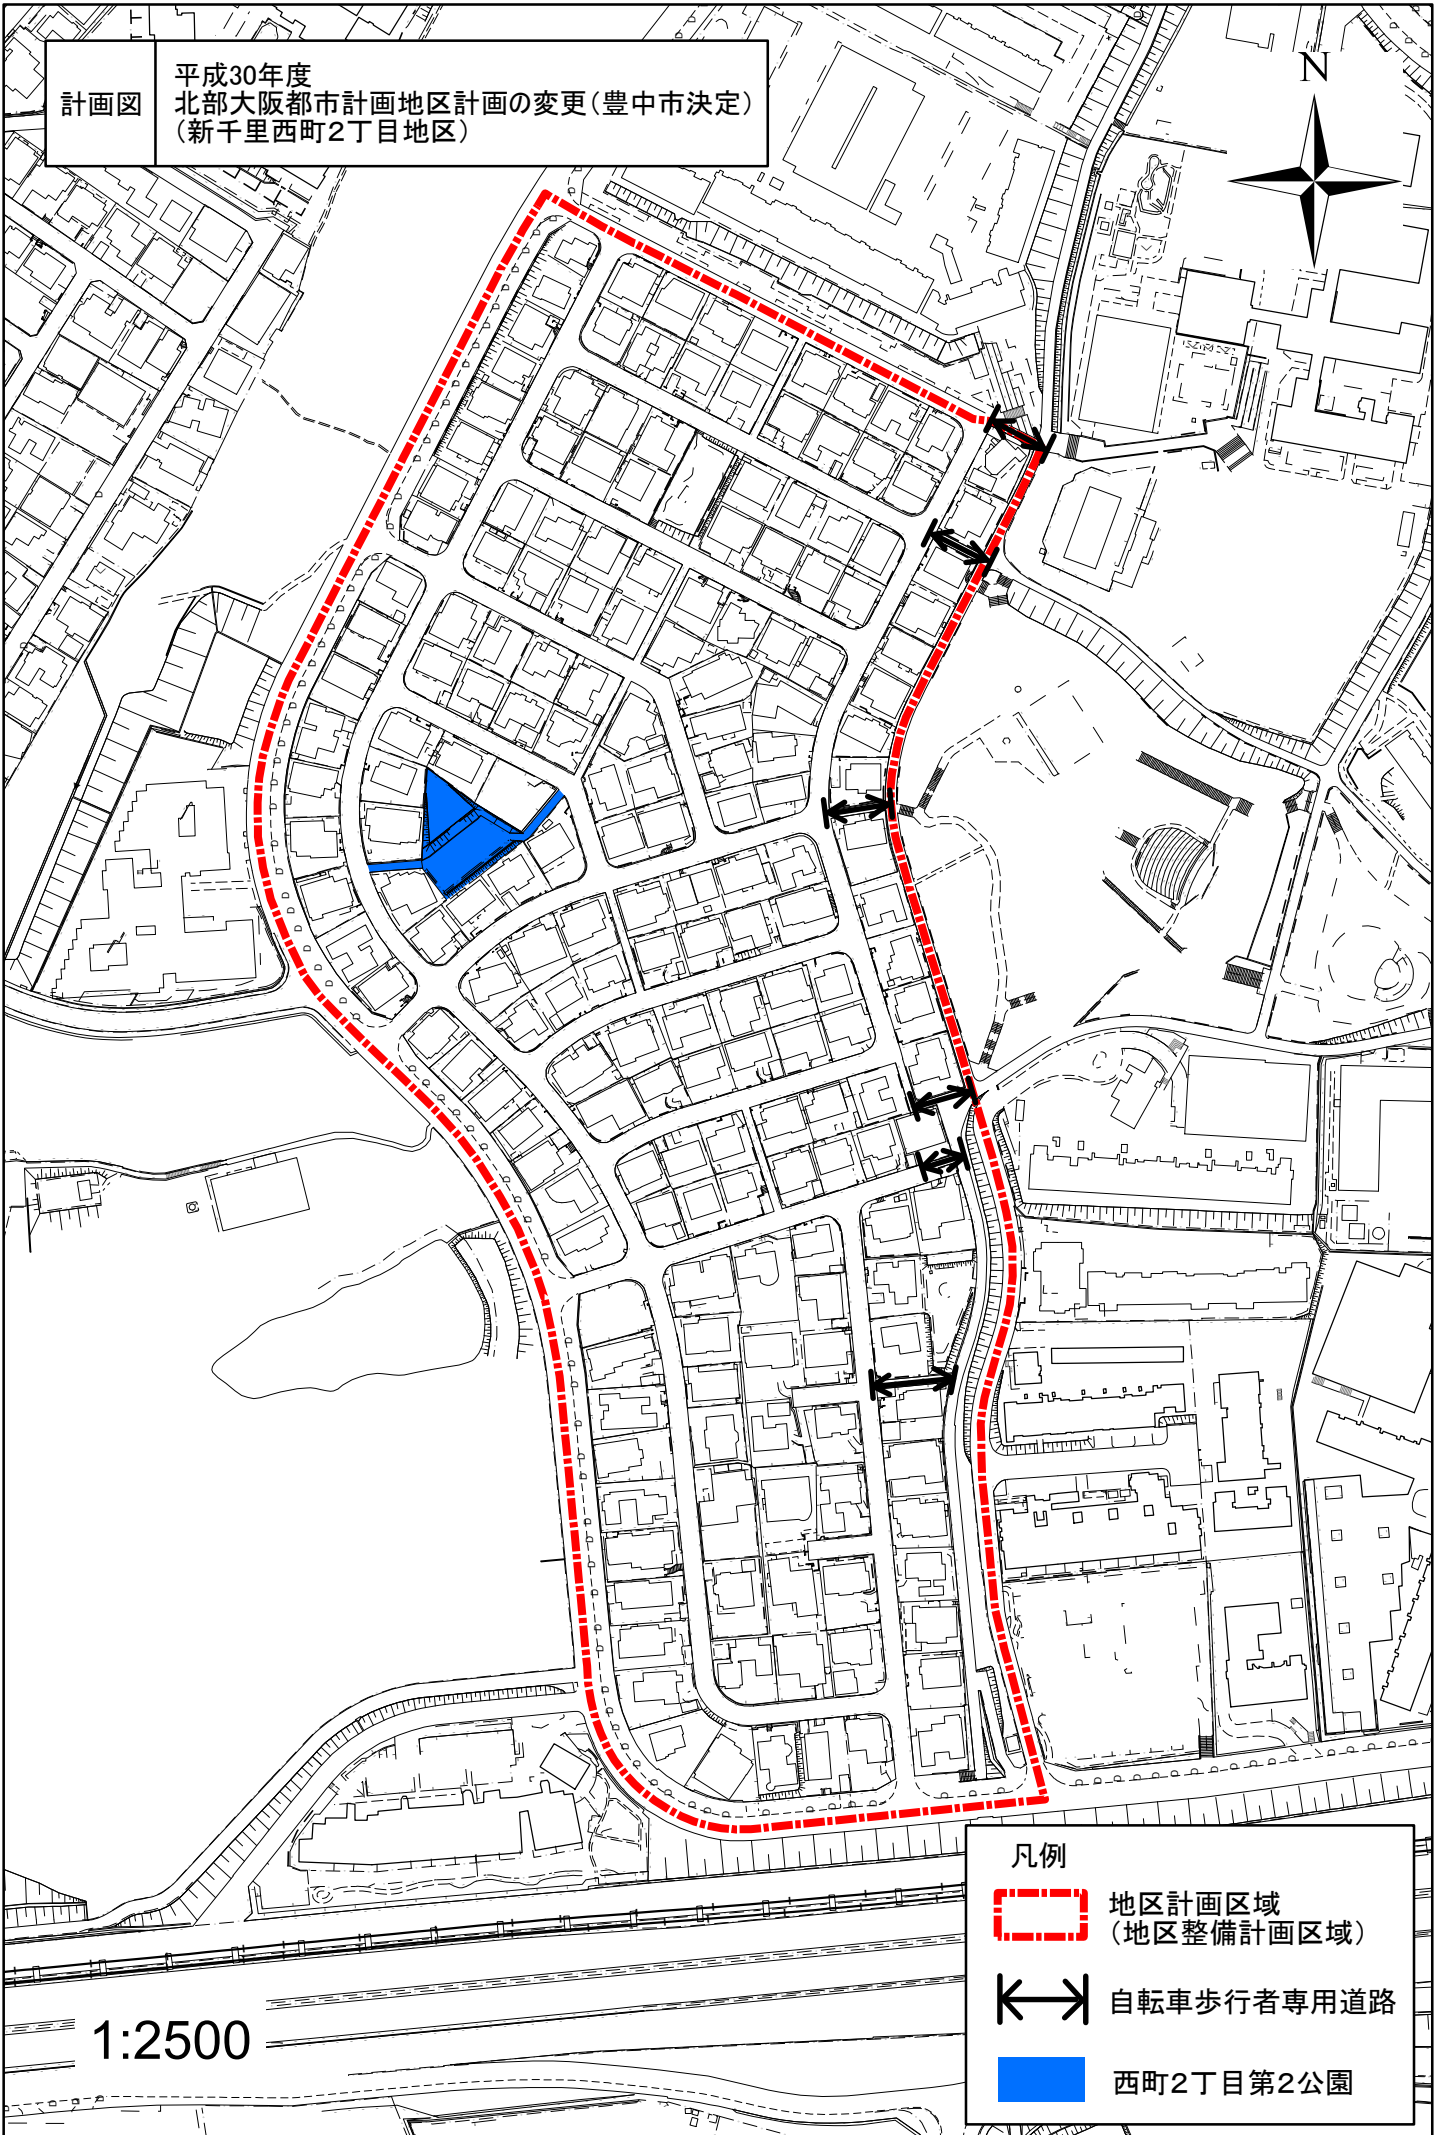 計画図
平成30年度
北部大阪都市計画地区計画の変更（豊中市決定）
（新千里西町２丁目地区）
N
凡例
地区計画区域
（地区整備計画区域）
自転車歩行者専用道路
西町２丁目第２公園
1:2500